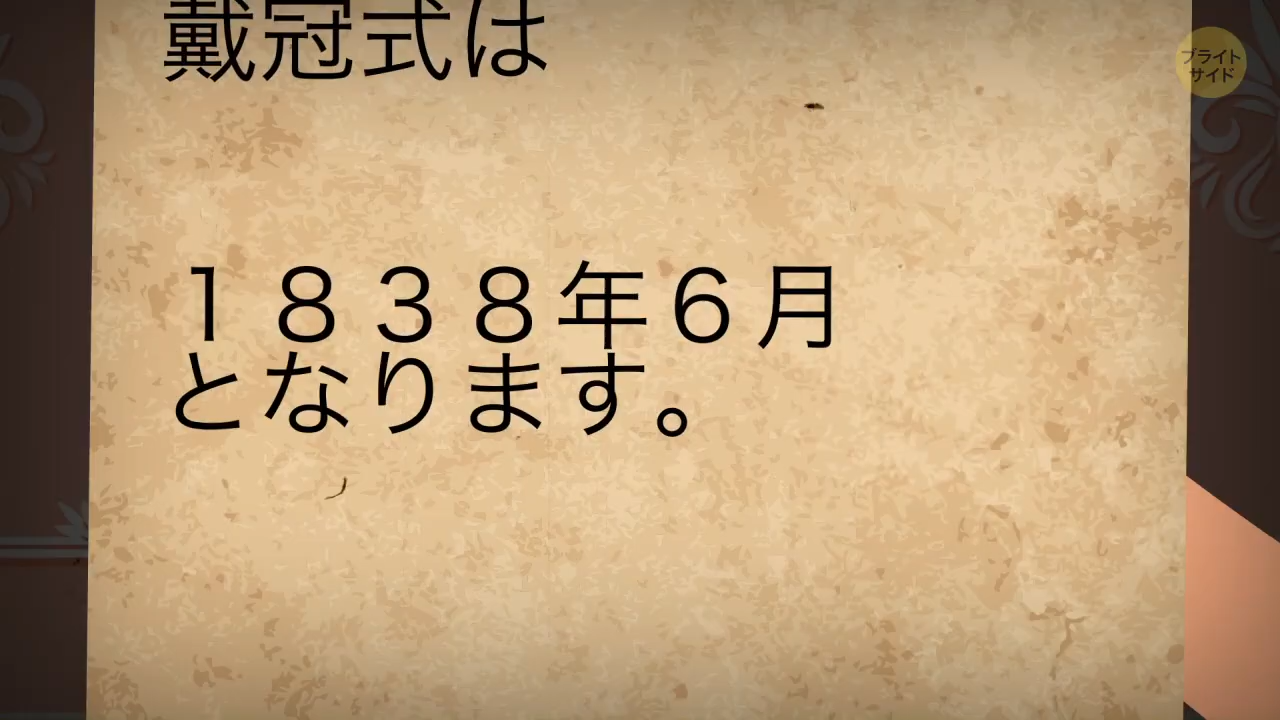 戴冠式は
１８３８年６月
となります。
ブライト
サイド